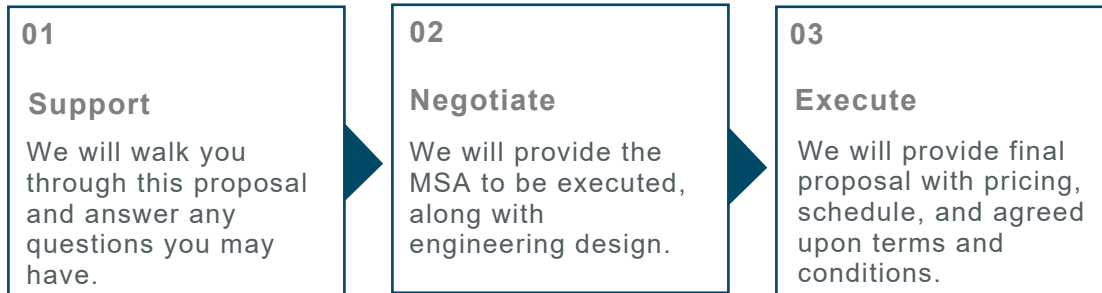 01
Support
We will walk you
through this proposal
and answer any
questions you may
have.
02
Negotiate
We will provide the
MSA to be executed,
along with
engineering design.
03
Execute
We will provide final
proposal with pricing,
schedule, and agreed
upon terms and
conditions.